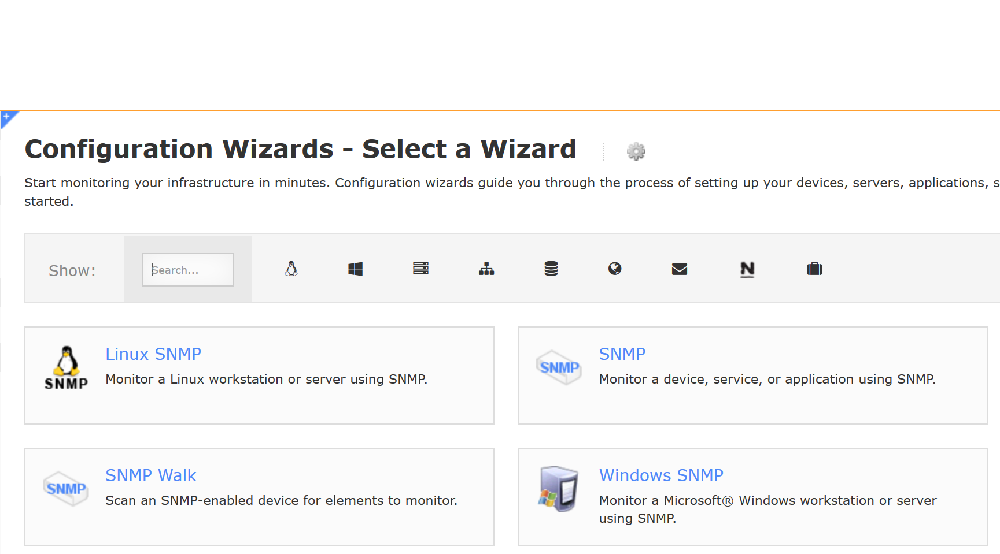 Configuration Wizards - Select a Wizard
Start monitoring your infrastructure in minutes. Configuration wizards guide you through the process of setting up your devices, servers, applications, s
started.
Show:
Search...
N
Linux SNMP
SNMP
Monitor a Linux workstation or server using SNMP.
SNMP
SNMP
Monitor a device, service, or application using SNMP.
SNMP Walk
SNMP
Scan an SNMP-enabled device for elements to monitor.
Windows SNMP
Monitor a Microsoft® Windows workstation or server
using SNMP.